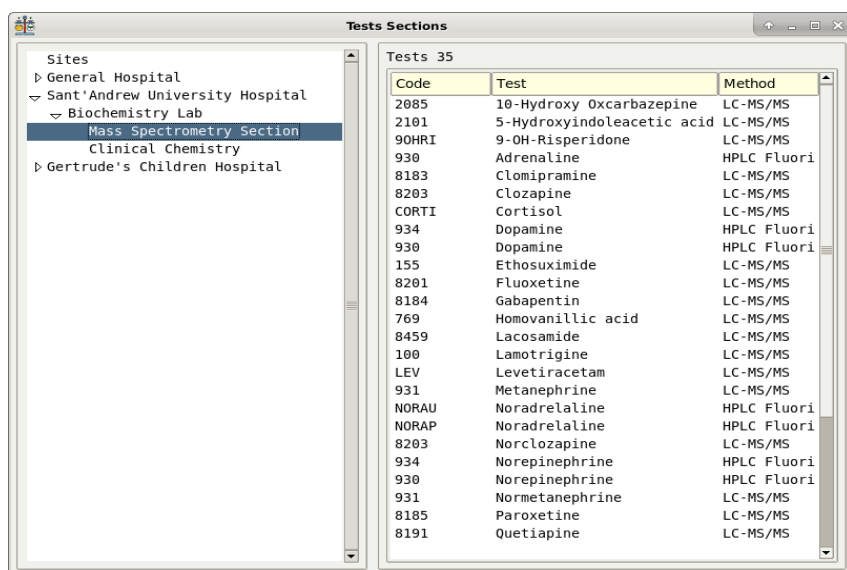 Tests Sections
Sites
General Hospital
Sant'Andrew University Hospital
Biochemistry Lab
Mass Spectrometry Section
Clinical Chemistry
Gertrude's Children Hospital
Tests 35
Code Test Method
2085 10-Hydroxy Oxcarbazepine LC-MS/MS
2101 5-Hydroxyindoleacetic acid LC-MS/MS
9OHRI 9-OH-Risperidone LC-MS/MS
930 Adrenaline HPLC Fluori
8183 Clomipramine LC-MS/MS
8203 Clozapine LC-MS/MS
CORTI Cortisol LC-MS/MS
934 Dopamine HPLC Fluori
930 Dopamine HPLC Fluori
155 Ethosuximide LC-MS/MS
8201 Fluoxetine LC-MS/MS
8184 Gabapentin LC-MS/MS
769 Homovanillic acid LC-MS/MS
8459 Lacosamide LC-MS/MS
100 Lamotrigine LC-MS/MS
LEV Levetiracetam LC-MS/MS
931 Metanephrine LC-MS/MS
NORAU Noradrelaline HPLC Fluori
NORAP Noradrelaline HPLC Fluori
8203 Norclozapine LC-MS/MS
934 Norepinephrine HPLC Fluori
930 Norepinephrine HPLC Fluori
931 Normetanephrine LC-MS/MS
8185 Paroxetine LC-MS/MS
8191 Quetiapine LC-MS/MS